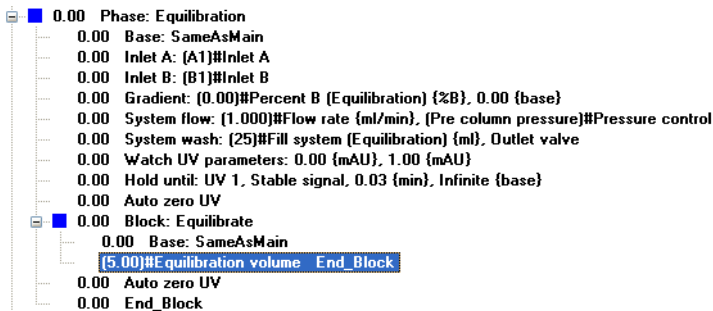 0.00 Phase: Equilibration
0.00 Base: SameAsMain
0.00 Inlet A: (A1)#Inlet A
0.00 Inlet B: (B1)#Inlet B
0.00 Gradient: (0.00)#Percent B (Equilibration) {%B}, 0.00 {base}
0.00 System flow: (1.000)#Flow rate {ml/min}, (Pre column pressure)#Pressure control
0.00 System wash: (25)#Fill system (Equilibration) {ml}, Outlet valve
0.00 Watch UV parameters: 0.00 {mAU}, 1.00 {mAU}
0.00 Hold until: UV 1, Stable signal, 0.03 {min}, Infinite {base}
0.00 Auto zero UV
0.00 Block: Equilibrate
0.00 Base: SameAsMain
(5.00)#Equilibration volume End_Block
0.00 Auto zero UV
0.00 End_Block